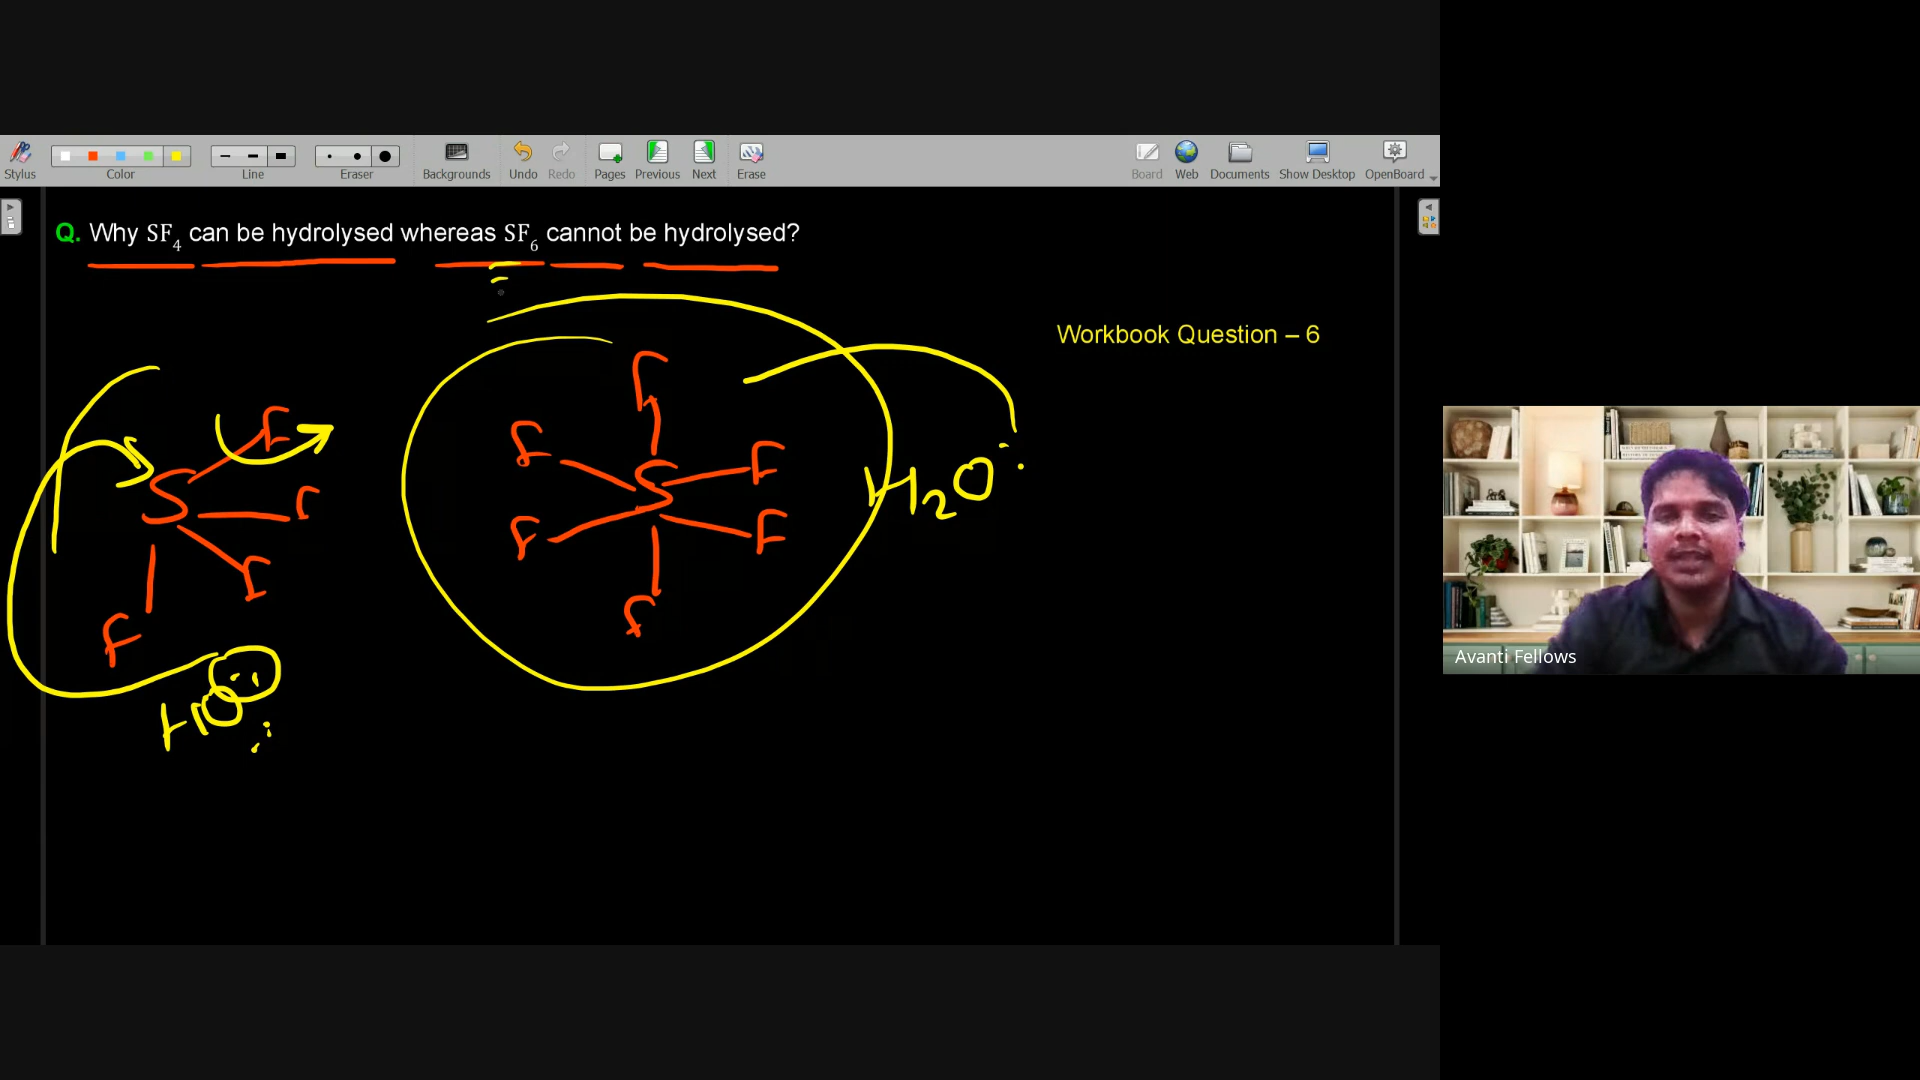 Stylus Color Line Eraser Backgrounds Undo Redo Pages Previous Next Erase Board Web Documents Show Desktop OpenBoard
Q. Why SF₄ can be hydrolysed whereas SF₆ cannot be hydrolysed?
Workbook Question – 6
F
F F
F F
S S H₂O
F F
F
F F
H₂O
Avanti Fellows